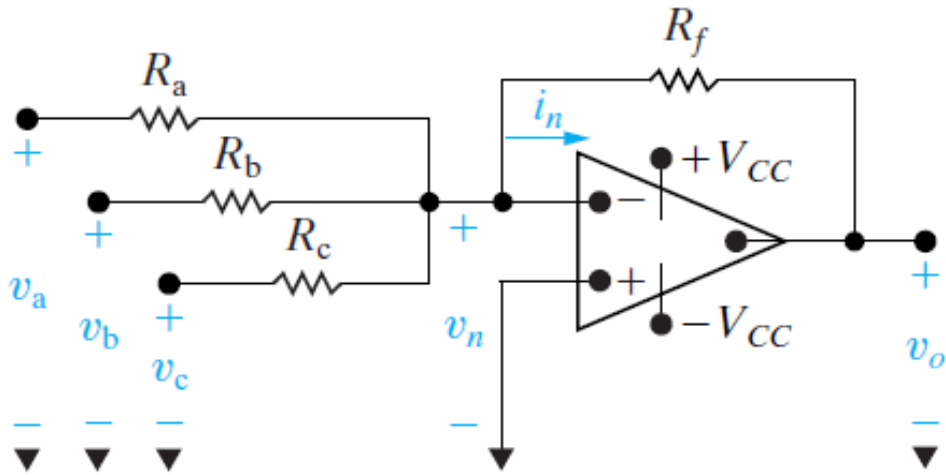 R_f
R_a
i_n
+
R_b
− +V_CC
+
+
R_c
+
+
+
v_a
v_b
+
v_n
−V_CC
v_o
v_c
− − − − −